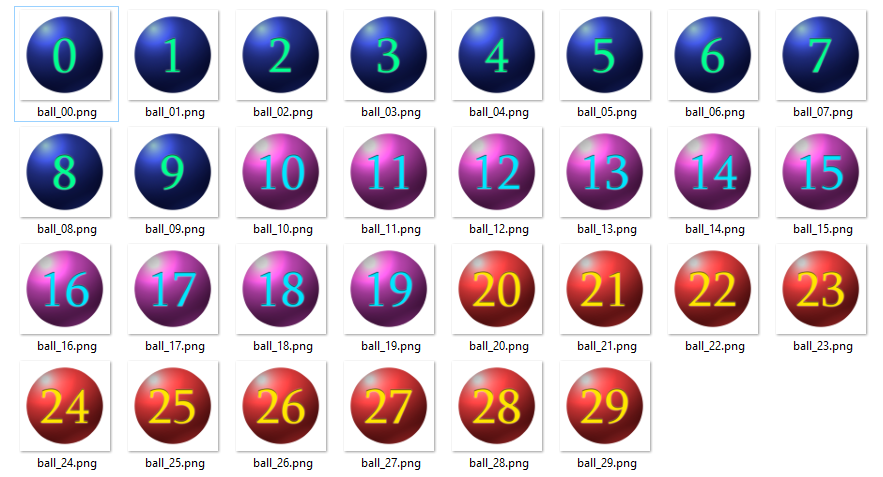 0 1 2 3 4 5 6 7
ball_00.png ball_01.png ball_02.png ball_03.png ball_04.png ball_05.png ball_06.png ball_07.png
8 9 10 11 12 13 14 15
ball_08.png ball_09.png ball_10.png ball_11.png ball_12.png ball_13.png ball_14.png ball_15.png
16 17 18 19 20 21 22 23
ball_16.png ball_17.png ball_18.png ball_19.png ball_20.png ball_21.png ball_22.png ball_23.png
24 25 26 27 28 29
ball_24.png ball_25.png ball_26.png ball_27.png ball_28.png ball_29.png